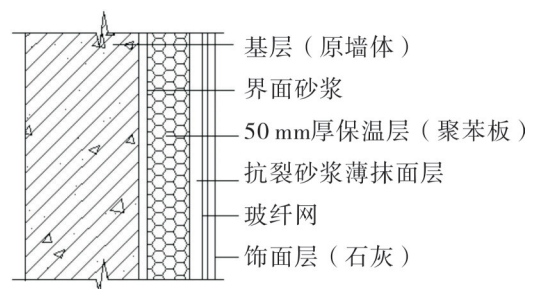 基层（原墙体）
界面砂浆
50 mm厚保温层（聚苯板）
抗裂砂浆薄抹面层
玻纤网
饰面层（石灰）